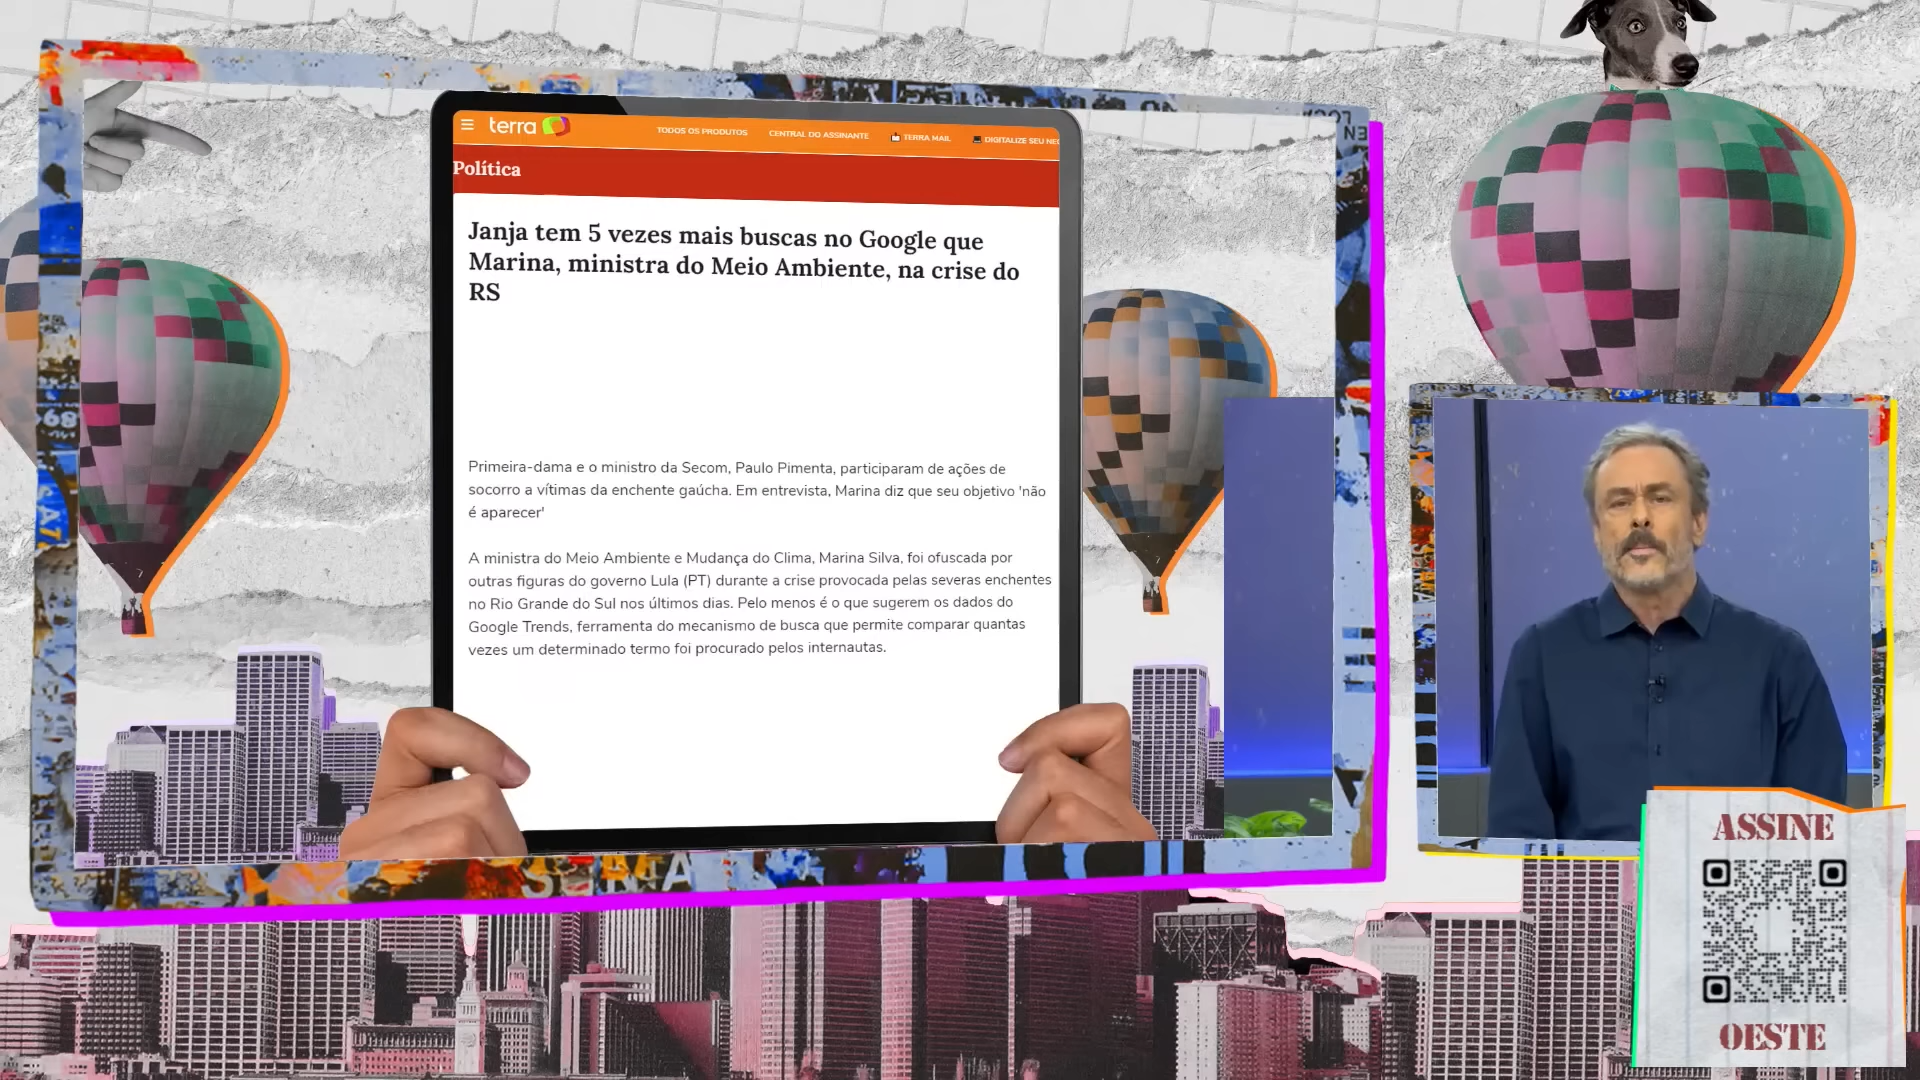 terra
TODOS OS PRODUTOS
CENTRAL DO ASSINANTE
TERRA MAIL
DIGITALIZE SEU NEG
Política
Janja tem 5 vezes mais buscas no Google que
Marina, ministra do Meio Ambiente, na crise do
RS
Primeira-dama e o ministro da Secom, Paulo Pimenta, participaram de ações de
socorro a vítimas da enchente gaúcha. Em entrevista, Marina diz que seu objetivo 'não
é aparecer'
A ministra do Meio Ambiente e Mudança do Clima, Marina Silva, foi ofuscada por
outras figuras do governo Lula (PT) durante a crise provocada pelas severas enchentes
no Rio Grande do Sul nos últimos dias. Pelo menos é o que sugerem os dados do
Google Trends, ferramenta do mecanismo de busca que permite comparar quantas
vezes um determinado termo foi procurado pelos internautas.
ASSINE
OESTE